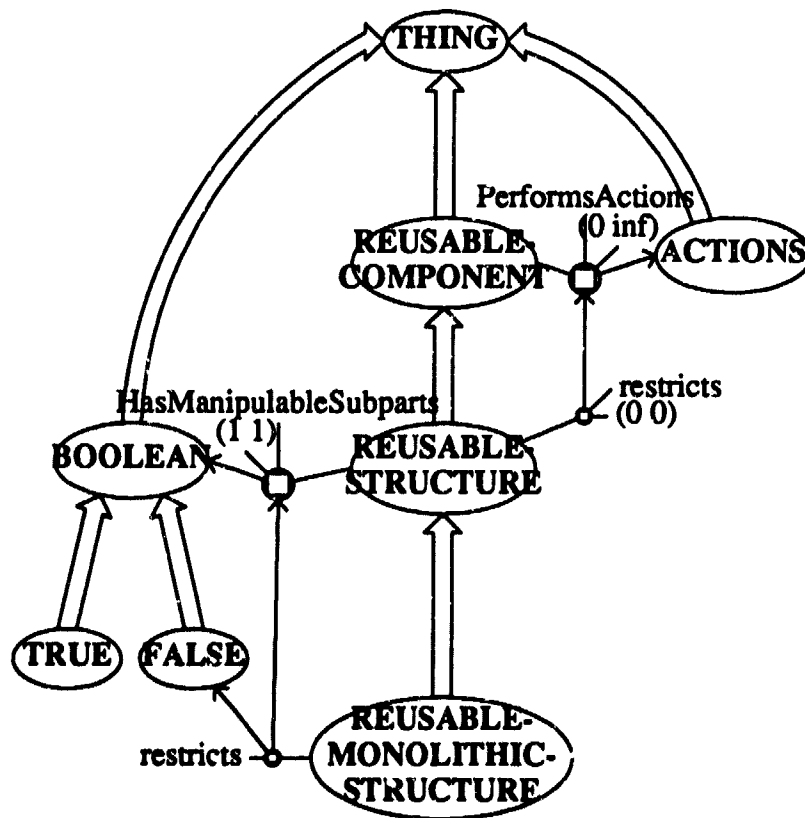 THING
PerformsActions
(0 inf)
REUSABLE-
COMPONENT
ACTIONS
restricts
(0 0)
HasManipulableSubparts
(1 1)
BOOLEAN
REUSABLE-
STRUCTURE
TRUE
FALSE
REUSABLE-
MONOLITHIC-
STRUCTURE
restricts